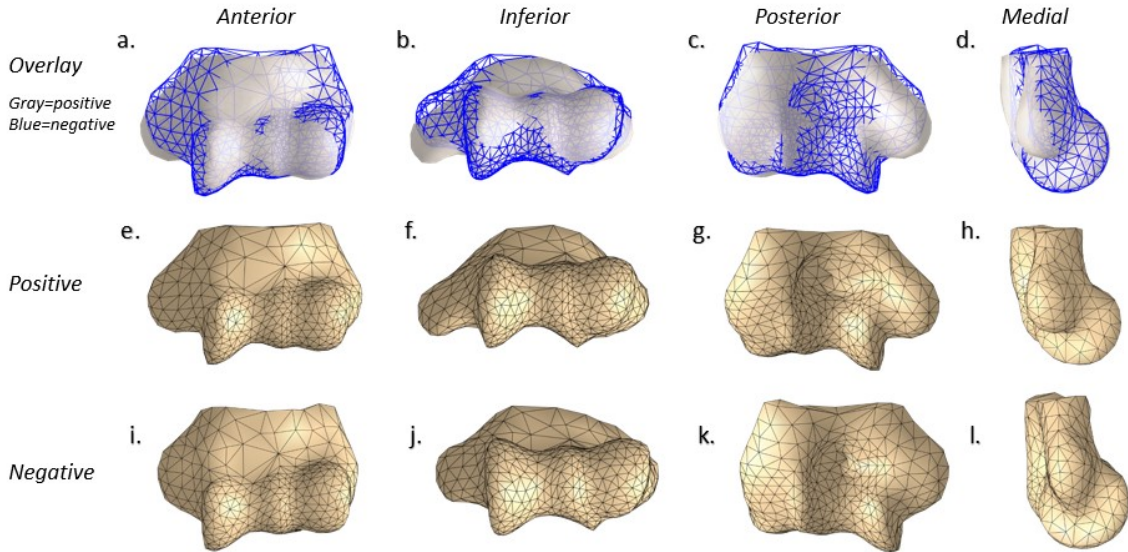 Anterior
Inferior
Posterior
Medial
a.
b.
c.
d.
Overlay
Gray=positive
Blue=negative
e.
f.
g.
h.
Positive
i.
j.
k.
l.
Negative